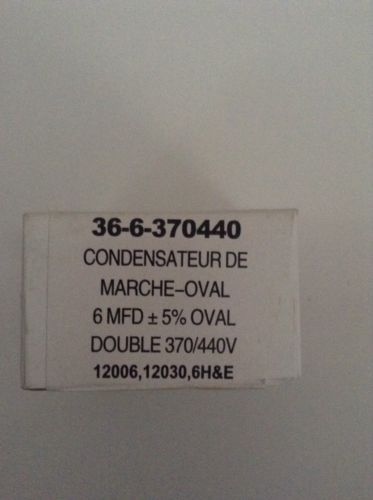 36-6-370440
CONDENSATEUR DE
MARCHE-OVAL
6 MFD ± 5% OVAL
DOUBLE 370/440V
12006,12030,6H&E